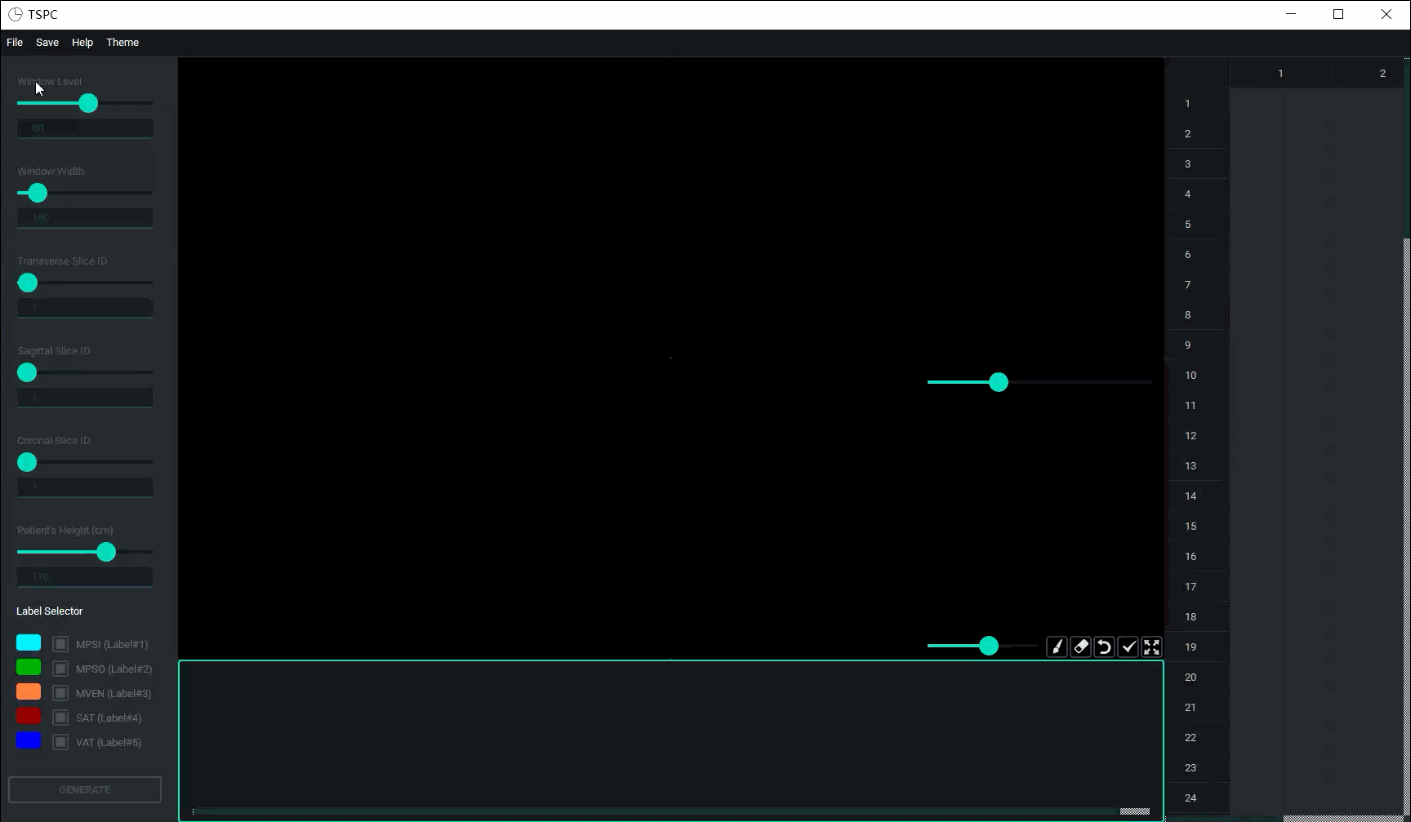 TSPC
File Save Help Theme
Window Level
60
Window Width
Transverse Slice ID
1
Sagittal Slice ID
1
Coronal Slice ID
1
Patient's Height (cm)
170
Label Selector
MPSI (Label#1)
MPSO (Label#2)
MVEN (Label#3)
SAT (Label#4)
VAT (Label#5)
GENERATE
1 2
1
2
3
4
5
6
7
8
9
10
11
12
13
14
15
16
17
18
19
20
21
22
23
24